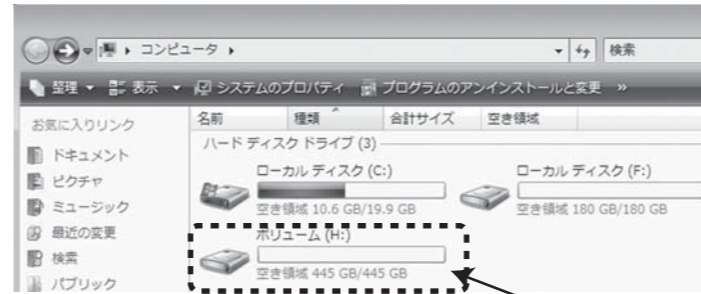 コンピュータ
検索
整理 表示 システムのプロパティ プログラムのアンインストールと変更 »
名前 種類 合計サイズ 空き領域
お気に入りリンク
ドキュメント
ピクチャ
ミュージック
最近の変更
検索
パブリック
ハード ディスク ドライブ (3)
ローカル ディスク (C:)
空き領域 10.6 GB/19.9 GB
ローカル ディスク (F:)
空き領域 180 GB/180 GB
ボリューム (H:)
空き領域 445 GB/445 GB